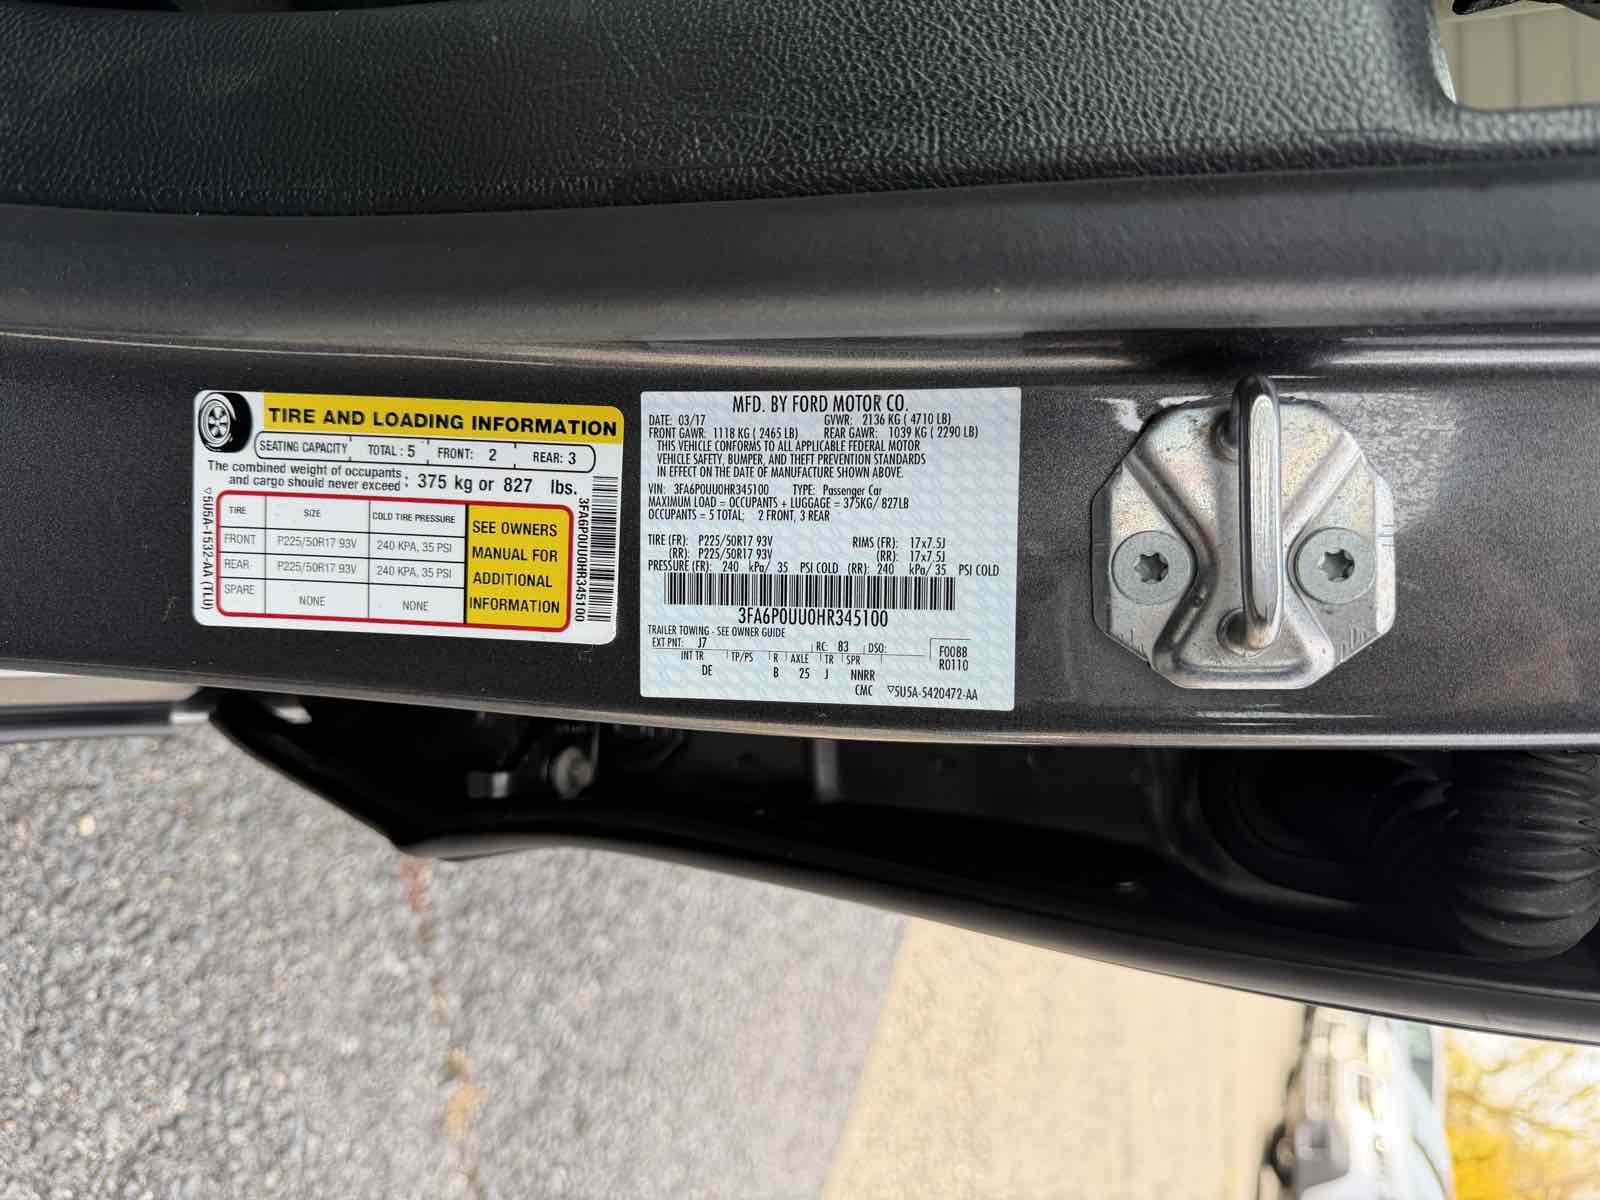 TIRE AND LOADING INFORMATION
SEATING CAPACITY TOTAL : 5 FRONT: 2 REAR: 3
The combined weight of occupants
and cargo should never exceed : 375 kg or 827 lbs.
TIRE SIZE COLD TIRE PRESSURE
FRONT P225/50R17 93V 240 KPA, 35 PSI
REAR P225/50R17 93V 240 KPA, 35 PSI
SPARE NONE NONE
SEE OWNERS
MANUAL FOR
ADDITIONAL
INFORMATION
5U5A-1532-AA (TLU)
3FA6P0UU0HR345100
MFD. BY FORD MOTOR CO.
DATE: 03/17 GVWR: 2136 KG ( 4710 LB)
FRONT GAWR: 1118 KG ( 2465 LB) REAR GAWR: 1039 KG ( 2290 LB)
THIS VEHICLE CONFORMS TO ALL APPLICABLE FEDERAL MOTOR
VEHICLE SAFETY, BUMPER, AND THEFT PREVENTION STANDARDS
IN EFFECT ON THE DATE OF MANUFACTURE SHOWN ABOVE.
VIN: 3FA6P0UU0HR345100 TYPE: Passenger Car
MAXIMUM LOAD = OCCUPANTS + LUGGAGE = 375KG/ 827LB
OCCUPANTS = 5 TOTAL; 2 FRONT, 3 REAR
TIRE (FR): P225/50R17 93V RIMS (FR): 17x7.5J
(RR): P225/50R17 93V (RR): 17x7.5J
PRESSURE (FR): 240 kPa/ 35 PSI COLD (RR): 240 kPa/ 35 PSI COLD
3FA6P0UU0HR345100
TRAILER TOWING - SEE OWNER GUIDE
EXT PNT: J7 RC: 83 DSO:
F0088
R0110
INT TR TP/PS R AXLE TR SPR
DE B 25 J NNRR
CMC 5U5A-5420472-AA